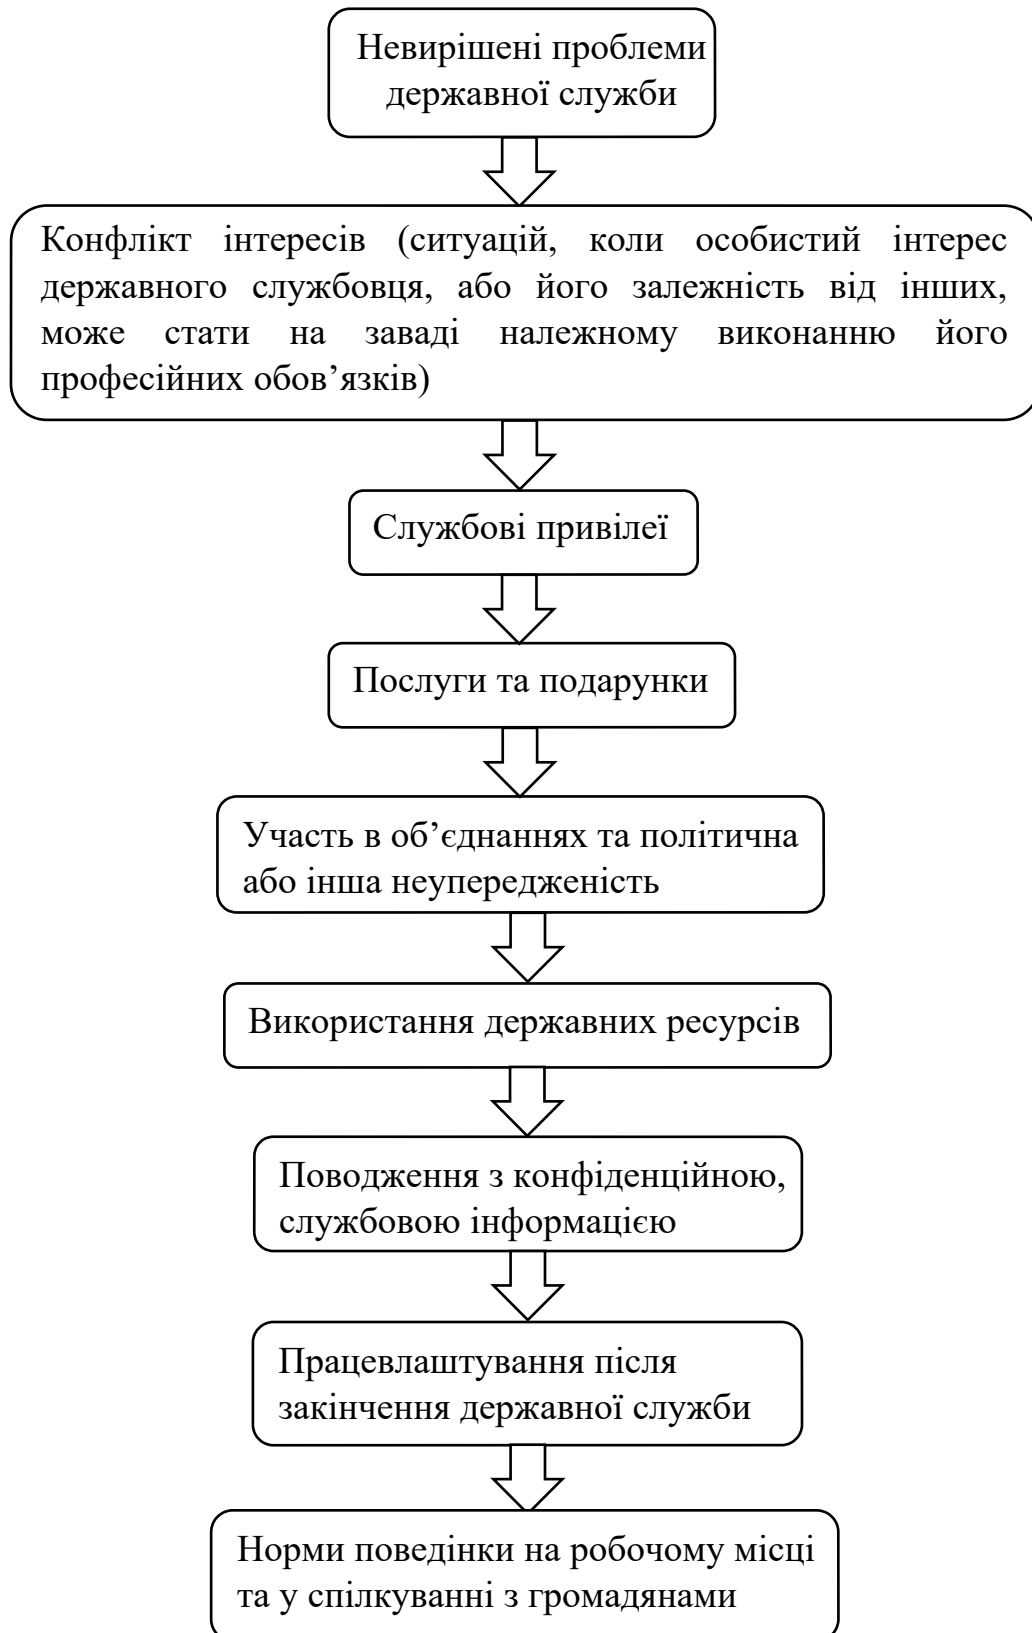 Невирішені проблеми
державної служби
Конфлікт інтересів (ситуацій, коли особистий інтерес
державного службовця, або його залежність від інших,
може стати на заваді належному виконанню його
професійних обов’язків)
Службові привілеї
Послуги та подарунки
Участь в об’єднаннях та політична
або інша неупередженість
Використання державних ресурсів
Поводження з конфіденційною,
службовою інформацією
Працевлаштування після
закінчення державної служби
Норми поведінки на робочому місці
та у спілкуванні з громадянами